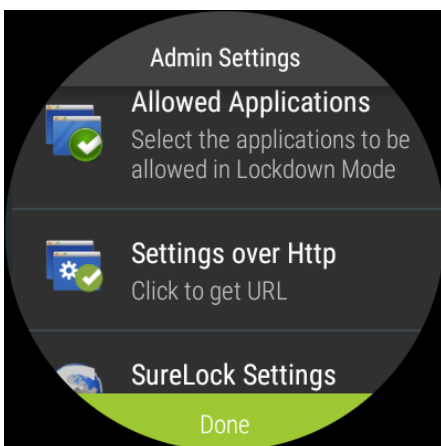 Admin Settings
Allowed Applications
Select the applications to be
allowed in Lockdown Mode
Settings over Http
Click to get URL
SureLock Settings
Done